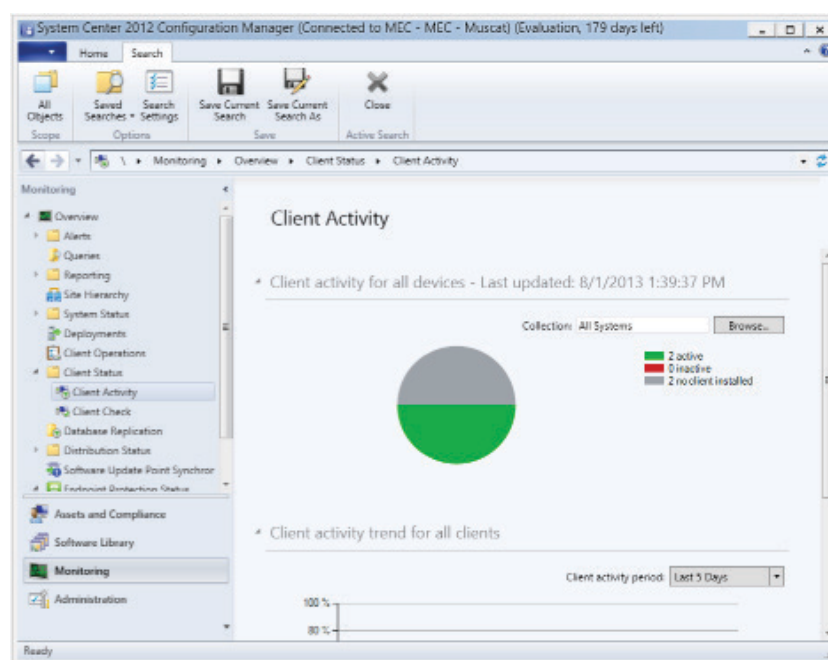 System Center 2012 Configuration Manager (Connected to MEC - MEC - Muscat) (Evaluation, 179 days left)
Home Search
All Objects
Saved Searches
Search Settings
Save Current Search
Save Current Search As
Close
Scope Options Save Active Search
\ Monitoring Overview Client Status Client Activity
Monitoring
Overview
Alerts
Queries
Reporting
Site Hierarchy
System Status
Deployments
Client Operations
Client Status
Client Activity
Client Check
Database Replication
Distribution Status
Software Update Point Synchror
Endpoint Protection Status
Assets and Compliance
Software Library
Monitoring
Administration
Client Activity
Client activity for all devices - Last updated: 8/1/2013 1:39:37 PM
Collection: All Systems Browse...
2 active
0 inactive
2 no client installed
Client activity trend for all clients
Client activity period: Last 5 Days
100 %
80 %
Ready